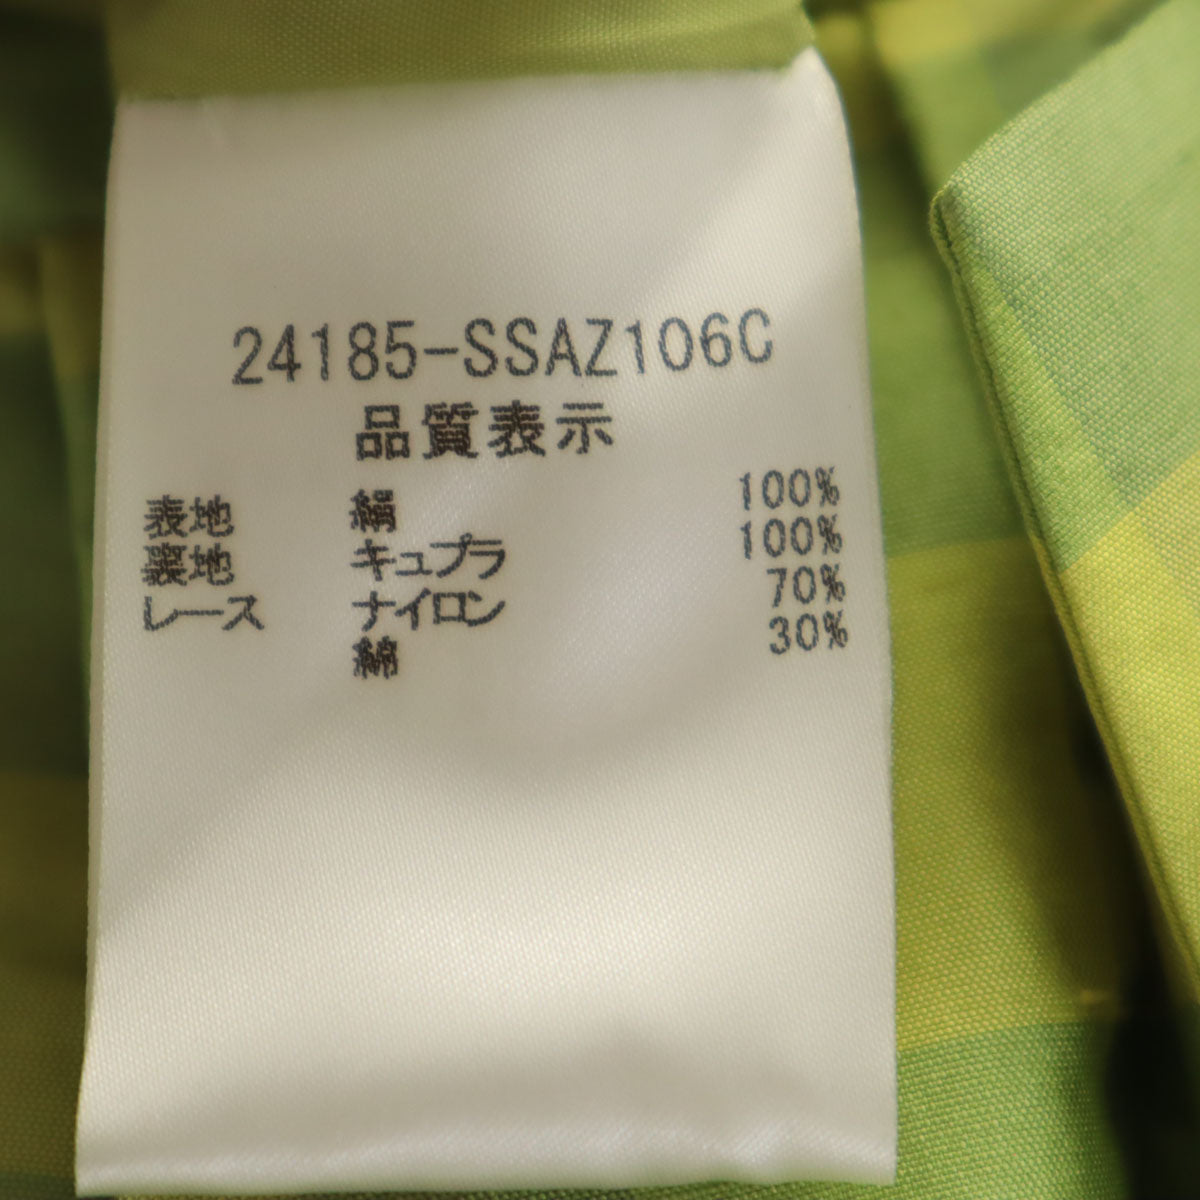 24185-SSAZ106C
品質表示
表地 絹 100%
裏地 キュプラ 100%
レース ナイロン 70%
綿 30%